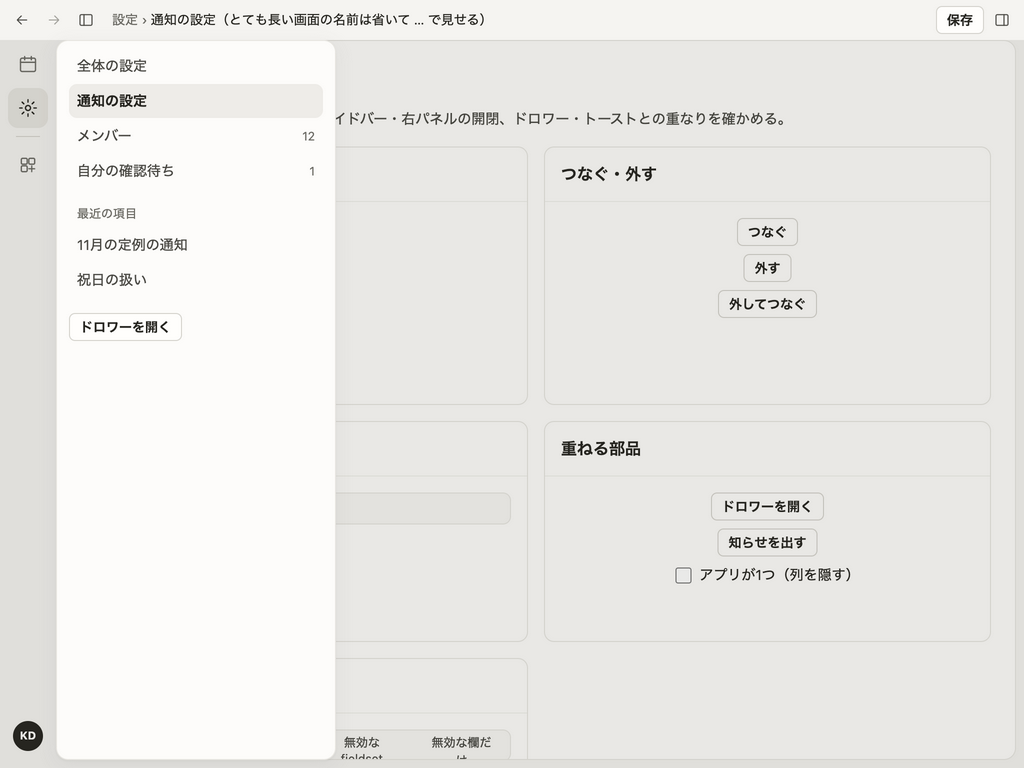 設定 › 通知の設定（とても長い画面の名前は省いて ... で見せる）
保存
全体の設定
通知の設定
メンバー 12
自分の確認待ち 1
最近の項目
11月の定例の通知
祝日の扱い
ドロワーを開く
KD
イドバー・右パネルの開閉、ドロワー・トーストとの重なりを確かめる。
つなぐ・外す
つなぐ
外す
外してつなぐ
重ねる部品
ドロワーを開く
知らせを出す
アプリが1つ（列を隠す）
無効な
fieldset
無効な欄だ
け